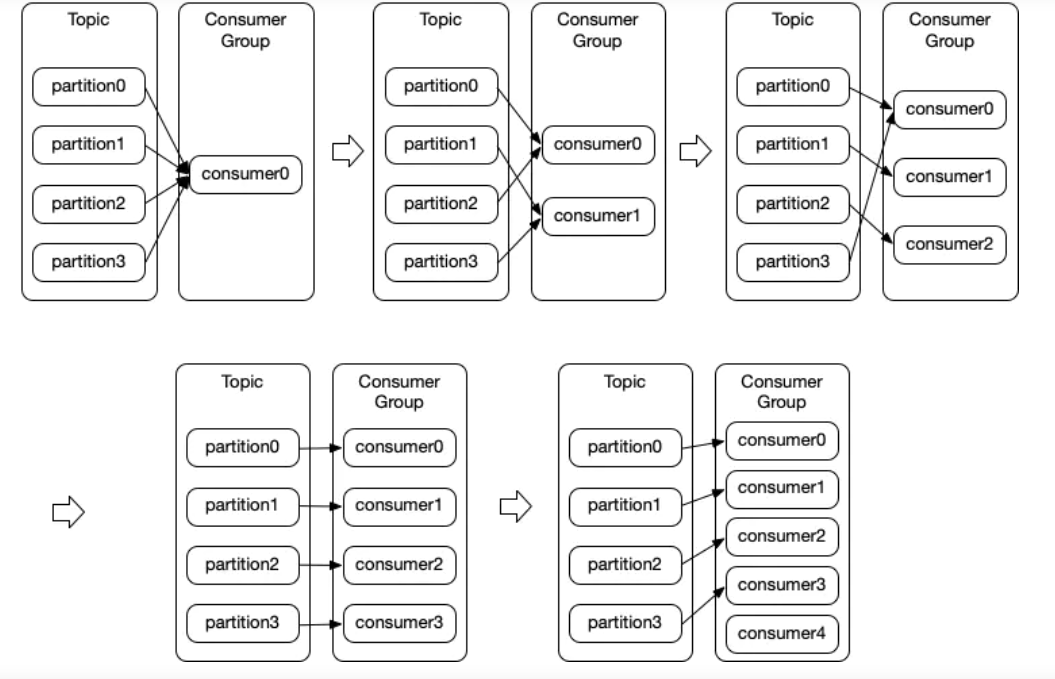 Topic
Consumer
Group
partition0
partition1
partition2
partition3
consumer0
Topic
Consumer
Group
partition0
partition1
partition2
partition3
consumer0
consumer1
Topic
Consumer
Group
partition0
partition1
partition2
partition3
consumer0
consumer1
consumer2
Topic
Consumer
Group
partition0
partition1
partition2
partition3
consumer0
consumer1
consumer2
consumer3
Topic
Consumer
Group
partition0
partition1
partition2
partition3
consumer0
consumer1
consumer2
consumer3
consumer4